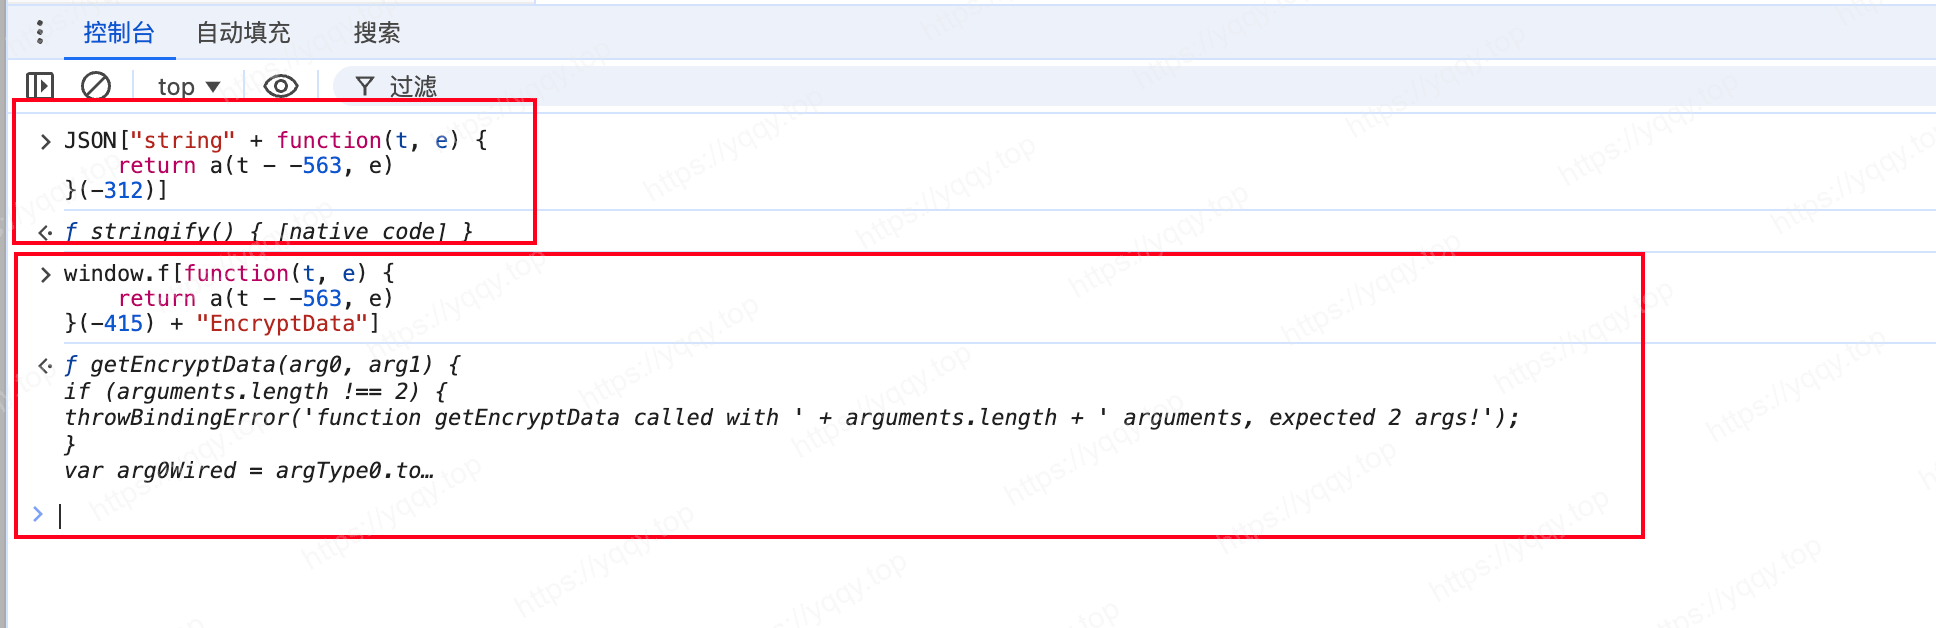 控制台 自动填充 搜索
top 过滤
JSON["string" + function(t, e) {
return a(t - -563, e)
}(-312)]
f stringify() { [native code] }
window.f[function(t, e) {
return a(t - -563, e)
}(-415) + "EncryptData"]
f getEncryptData(arg0, arg1) {
if (arguments.length !== 2) {
throwBindingError('function getEncryptData called with ' + arguments.length + ' arguments, expected 2 args!');
}
var arg0Wired = argType0.to…
https://yqqy.top